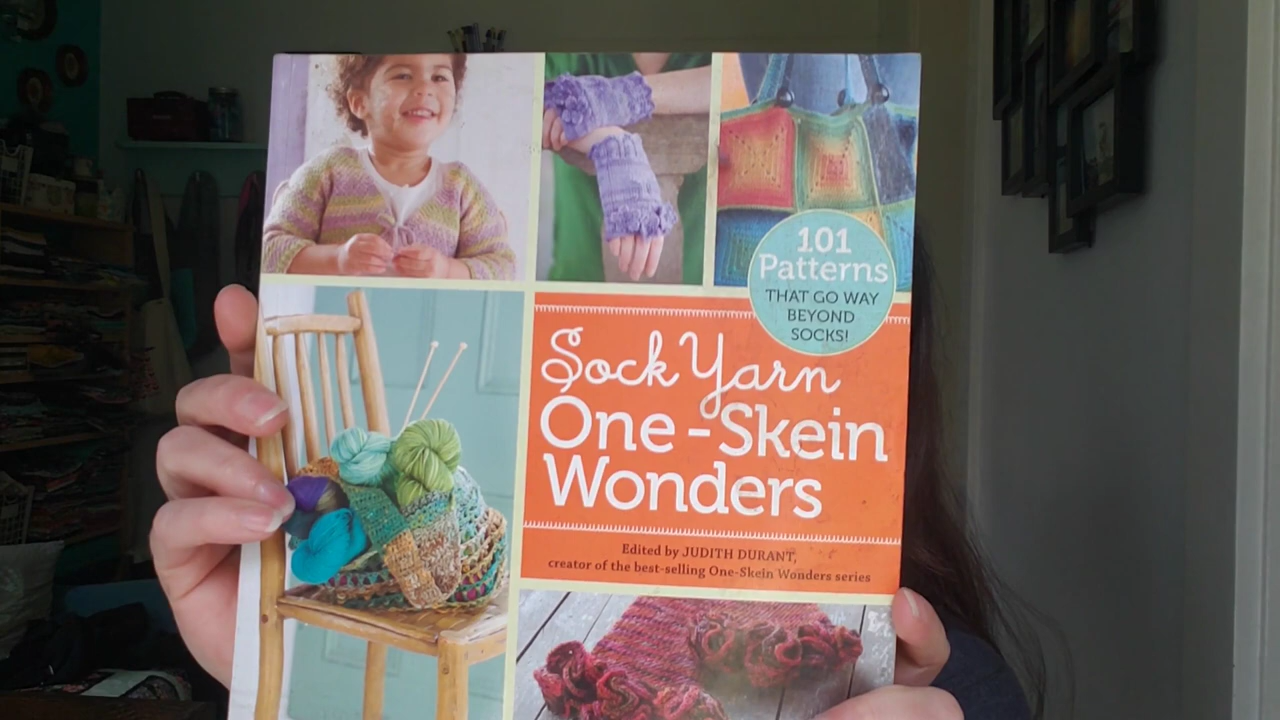 101
Patterns
THAT GO WAY
BEYOND
SOCKS!
Sock Yarn
One-Skein
Wonders
Edited by JUDITH DURANT,
creator of the best-selling One-Skein Wonders series